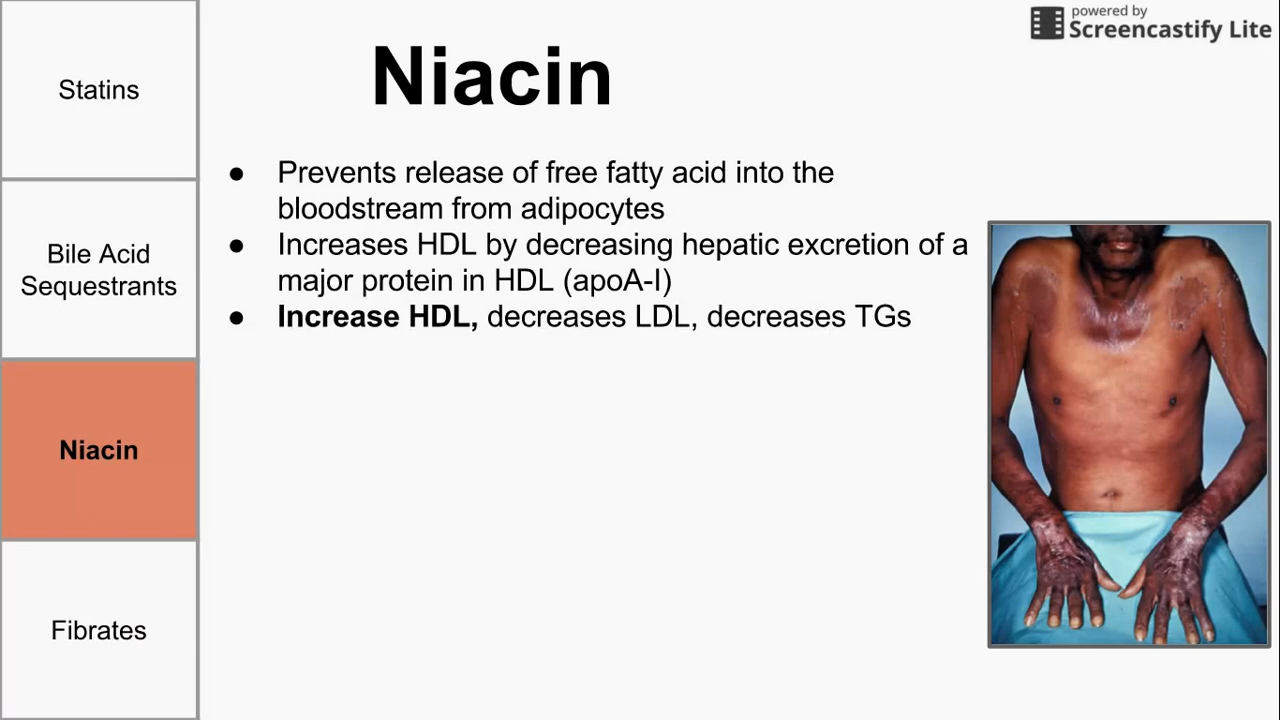 powered by
Screencastify Lite
Niacin
Statins
Bile Acid
Sequestrants
Niacin
Fibrates
● Prevents release of free fatty acid into the
bloodstream from adipocytes
● Increases HDL by decreasing hepatic excretion of a
major protein in HDL (apoA-I)
● Increase HDL, decreases LDL, decreases TGs